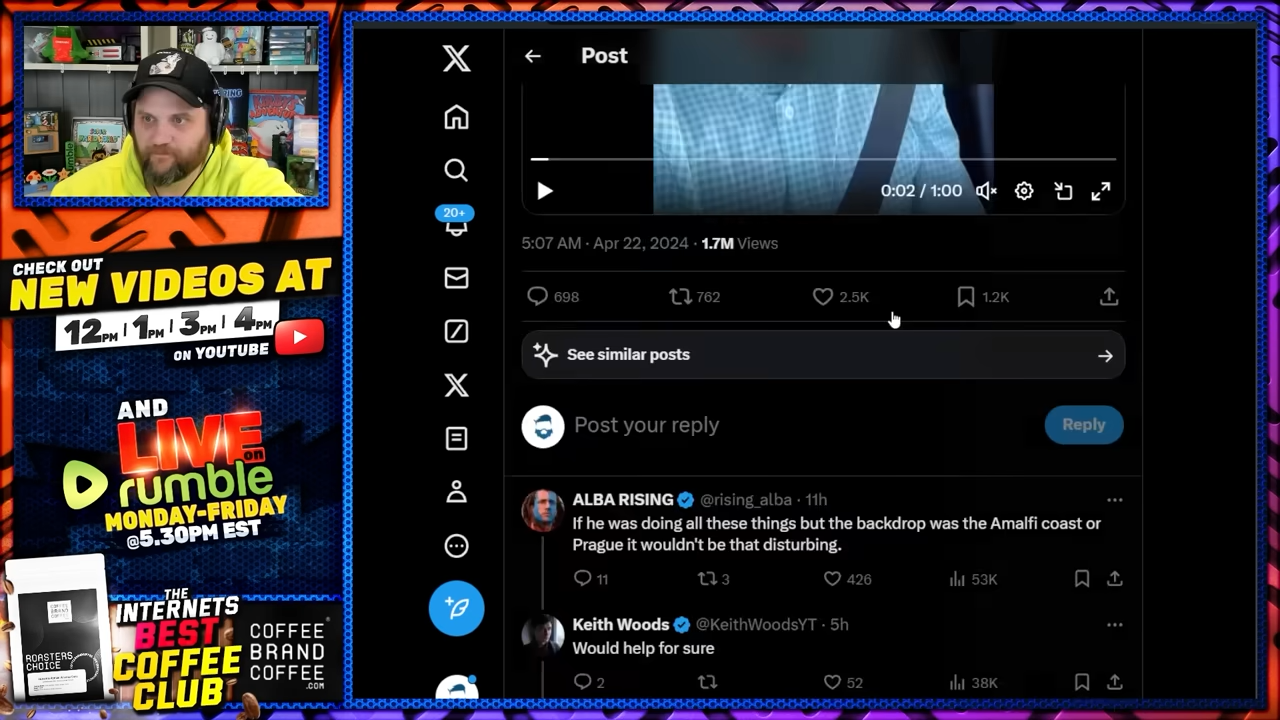 CHECK OUT
NEW VIDEOS AT
12PM | 1PM | 3PM | 4PM
ON YOUTUBE
AND
LIVE
on
rumble
MONDAY-FRIDAY
@5.30PM EST
THE
INTERNETS
BEST
COFFEE
CLUB
COFFEE
BRAND
COFFEE
.COM
COFFEE
BRAND
COFFEE
ROASTERS
CHOICE
Post
20+
0:02 / 1:00
5:07 AM · Apr 22, 2024 · 1.7M Views
698 762 2.5K 1.2K
See similar posts
Post your reply
Reply
ALBA RISING @rising_alba · 11h
If he was doing all these things but the backdrop was the Amalfi coast or
Prague it wouldn't be that disturbing.
11 3 426 53K
Keith Woods @KeithWoodsYT · 5h
Would help for sure
2 52 38K